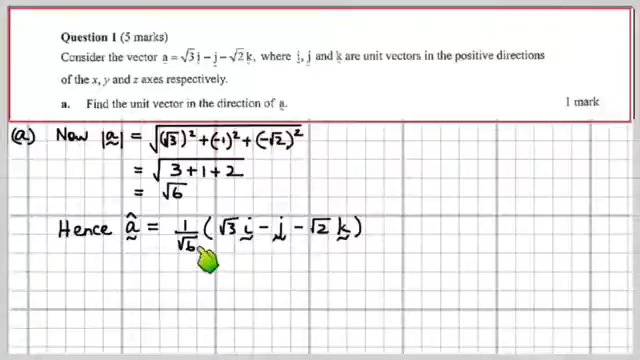 Question 1 (5 marks)
Consider the vector a = √3 i − j − √2 k, where i, j and k are unit vectors in the positive directions
of the x, y and z axes respectively.
a. Find the unit vector in the direction of a. 1 mark
(a) Now |a| = √((√3)² + (-1)² + (-√2)²)
= √(3+1+2)
= √6
Hence â = 1/√6 (√3 i − j − √2 k)